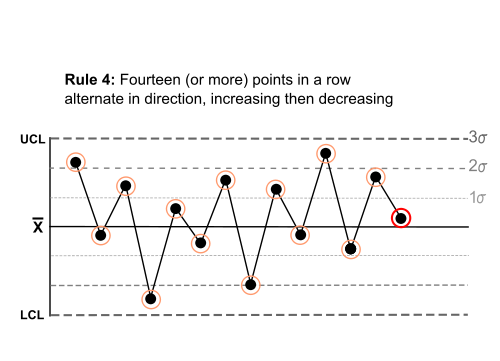 Rule 4: Fourteen (or more) points in a row
alternate in direction, increasing then decreasing
UCL
3σ
2σ
1σ
X̅
LCL